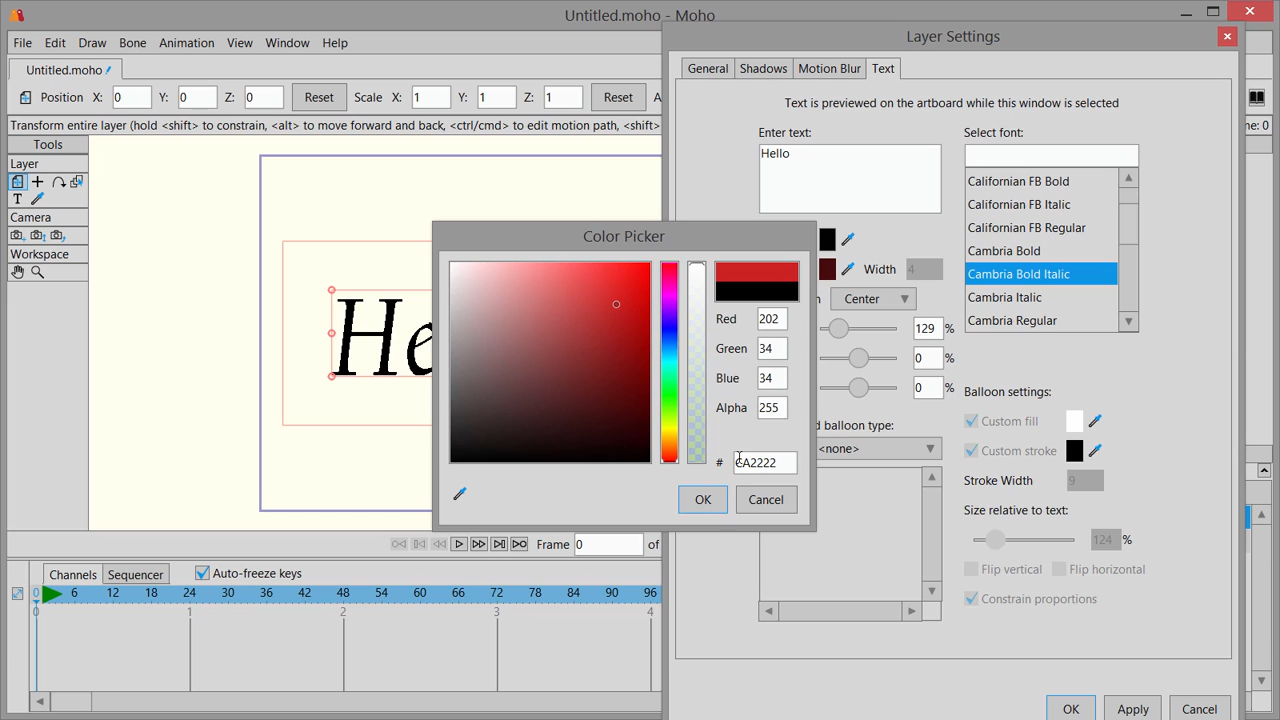 Untitled.moho - Moho
File Edit Draw Bone Animation View Window Help
Untitled.moho
Position X: 0 Y: 0 Z: 0 Reset Scale X: 1 Y: 1 Z: 1 Reset
Transform entire layer (hold <shift> to constrain, <alt> to move forward and back, <ctrl/cmd> to edit motion path, <shift>
Tools
Layer
Camera
Workspace
Frame 0 of
Channels Sequencer Auto-freeze keys
0 6 12 18 24 30 36 42 48 54 60 66 72 78 84 90 96
0 1 2 3 4
Layer Settings
General Shadows Motion Blur Text
Text is previewed on the artboard while this window is selected
Enter text:
Hello
Select font:
Californian FB Bold
Californian FB Italic
Californian FB Regular
Cambria Bold
Cambria Bold Italic
Cambria Italic
Cambria Regular
Width 4
Center
129 %
0 %
0 %
balloon type:
<none>
Balloon settings:
Custom fill
Custom stroke
Stroke Width 9
Size relative to text:
124 %
Flip vertical Flip horizontal
Constrain proportions
OK Apply Cancel
Color Picker
Red 202
Green 34
Blue 34
Alpha 255
# CA2222
OK Cancel